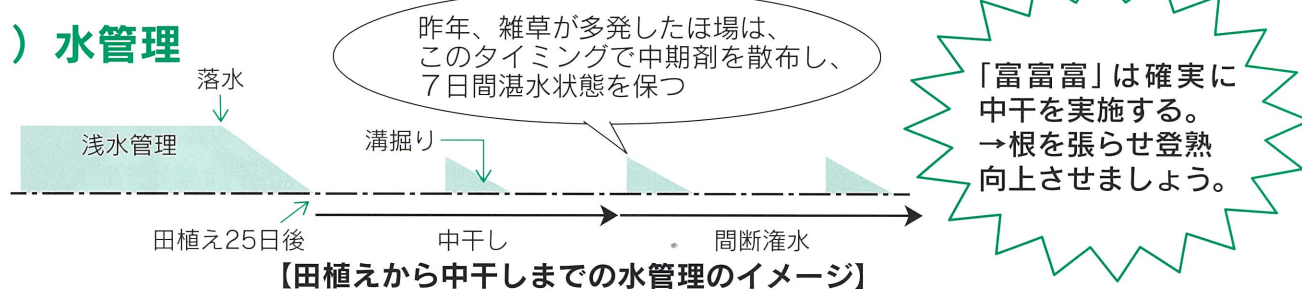 ）水管理
昨年、雑草が多発したほ場は、
このタイミングで中期剤を散布し、
７日間湛水状態を保つ
「富富富」は確実に
中干を実施する。
→根を張らせ登熟
向上させましょう。
落水
浅水管理
溝掘り
田植え25日後
中干し
間断潅水
【田植えから中干しまでの水管理のイメージ】